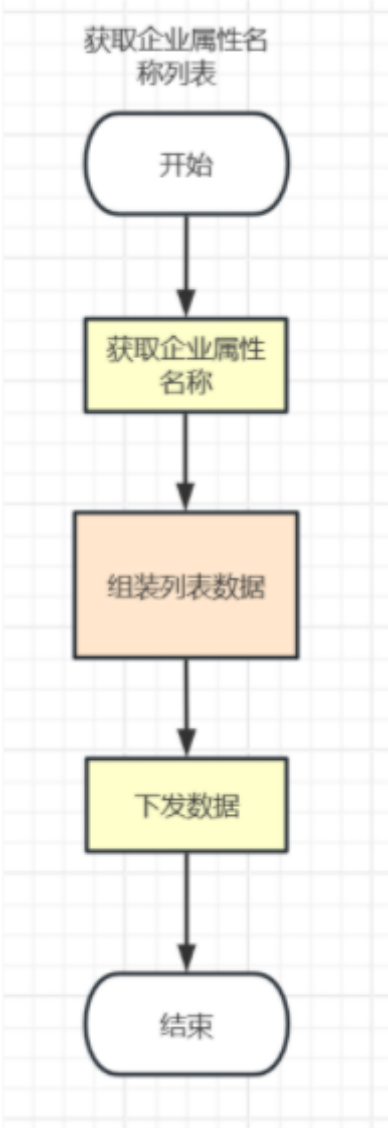 获取企业属性名
称列表
开始
获取企业属性
名称
组装列表数据
下发数据
结束